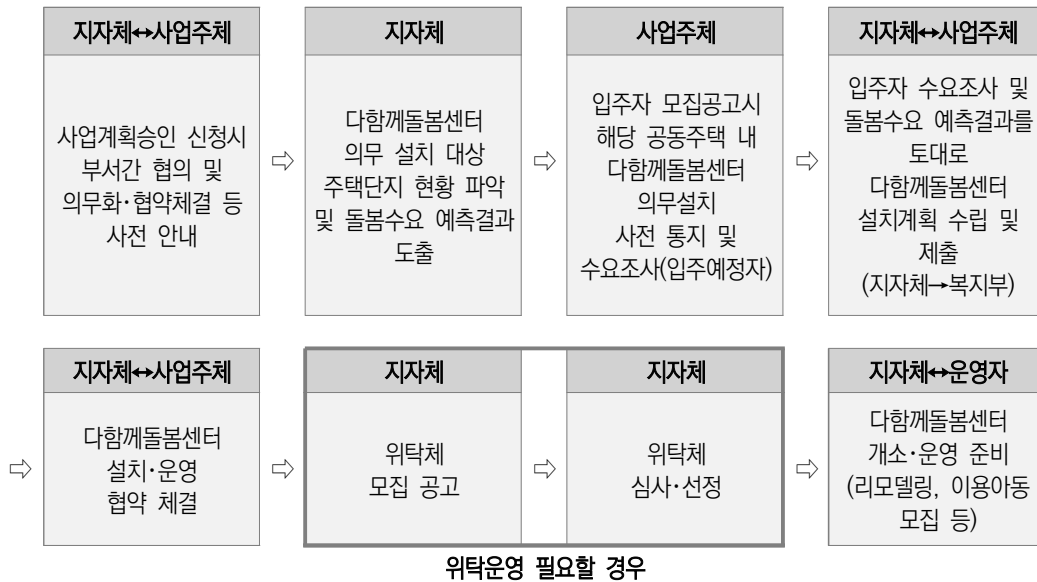 지자체↔사업주체
사업계획승인 신청시
부서간 협의 및
의무화·협약체결 등
사전 안내
⇨
지자체
다함께돌봄센터
의무 설치 대상
주택단지 현황 파악
및 돌봄수요 예측결과
도출
⇨
사업주체
입주자 모집공고시
해당 공동주택 내
다함께돌봄센터
의무설치
사전 통지 및
수요조사(입주예정자)
⇨
지자체↔사업주체
입주자 수요조사 및
돌봄수요 예측결과를
토대로
다함께돌봄센터
설치계획 수립 및
제출
(지자체→복지부)
⇨
지자체↔사업주체
다함께돌봄센터
설치·운영
협약 체결
⇨
지자체
위탁체
모집 공고
⇨
지자체
위탁체
심사·선정
⇨
지자체↔운영자
다함께돌봄센터
개소·운영 준비
(리모델링, 이용아동
모집 등)
위탁운영 필요할 경우